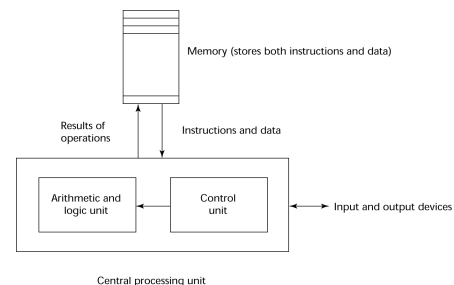 Memory (stores both instructions and data)
Results of
operations
Instructions and data
Arithmetic and
logic unit
Control
unit
Input and output devices
Central processing unit